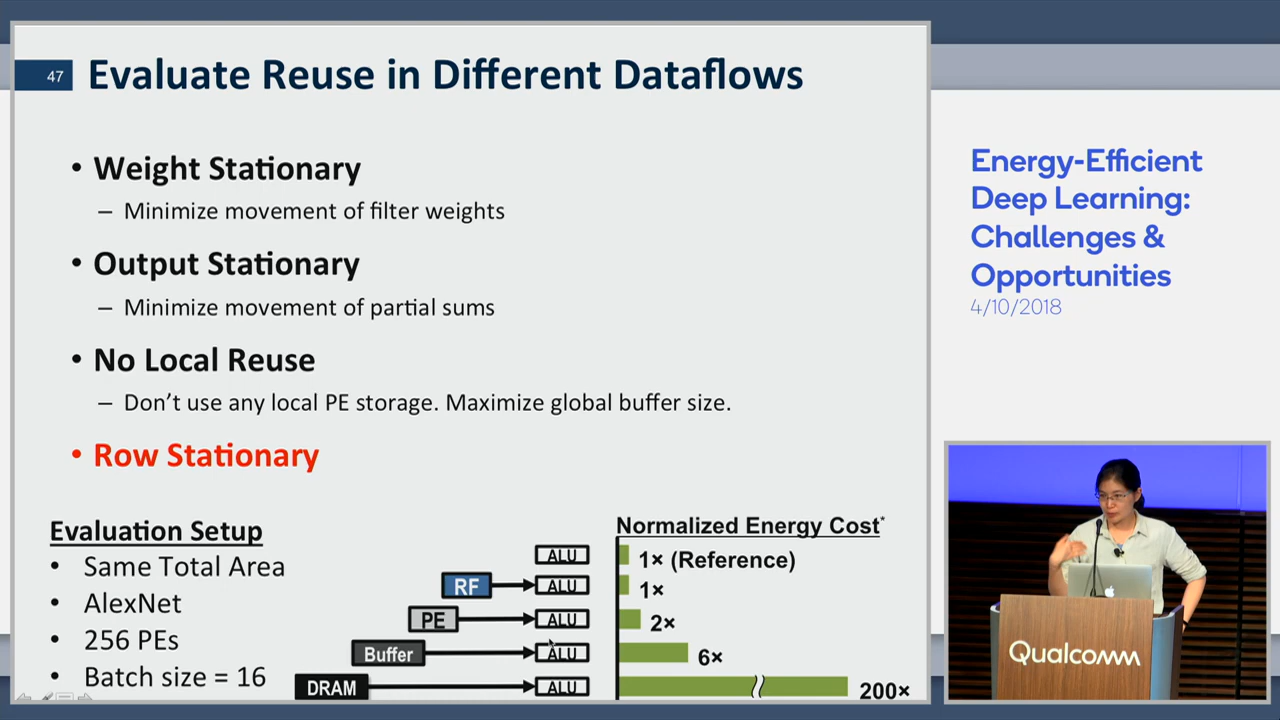 47
Evaluate Reuse in Different Dataflows
• Weight Stationary
– Minimize movement of filter weights
• Output Stationary
– Minimize movement of partial sums
• No Local Reuse
– Don’t use any local PE storage. Maximize global buffer size.
• Row Stationary
Evaluation Setup
• Same Total Area
• AlexNet
• 256 PEs
• Batch size = 16
Normalized Energy Cost*
ALU 1× (Reference)
RF ALU 1×
PE ALU 2×
Buffer ALU 6×
DRAM ALU 200×
Energy-Efficient
Deep Learning:
Challenges &
Opportunities
4/10/2018
Qualcomm